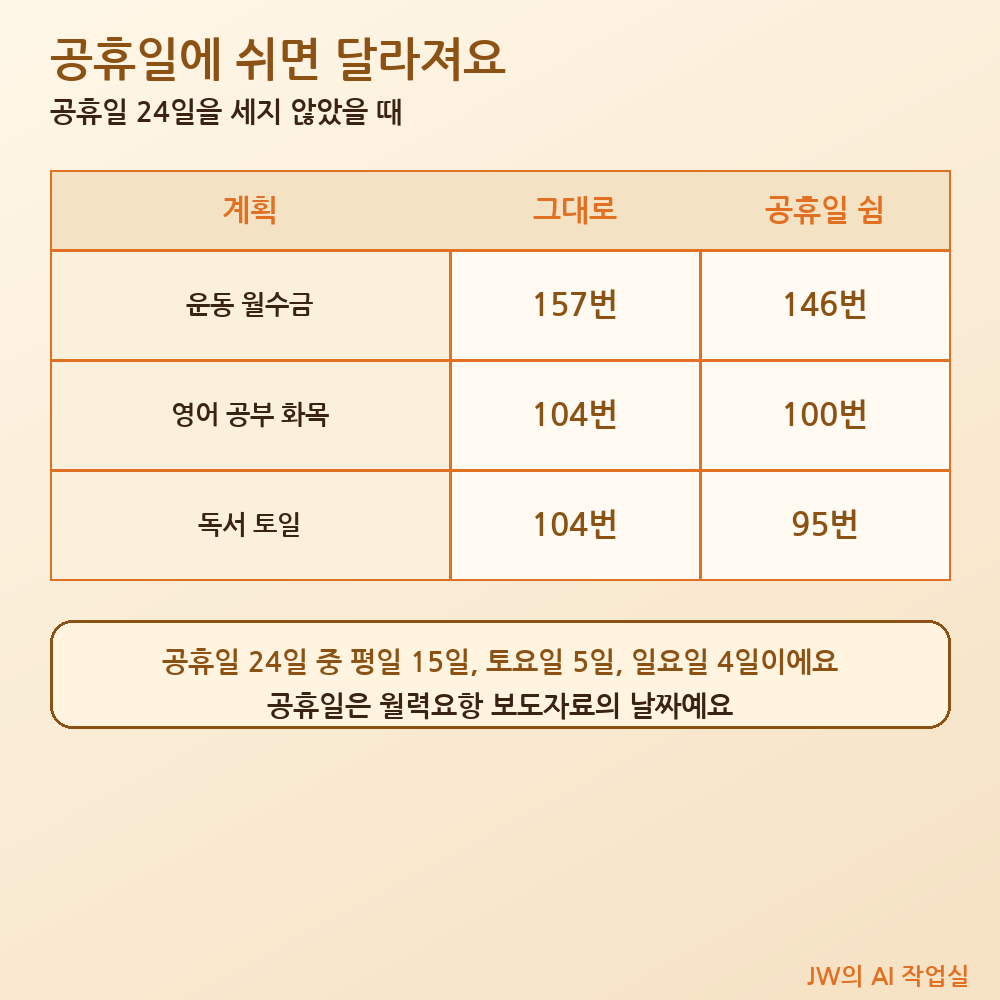 공휴일에 쉬면 달라져요
공휴일 24일을 세지 않았을 때
계획 그대로 공휴일 쉼
운동 월수금 157번 146번
영어 공부 화목 104번 100번
독서 토일 104번 95번
공휴일 24일 중 평일 15일, 토요일 5일, 일요일 4일이에요
공휴일은 월력요항 보도자료의 날짜예요
JW의 AI 작업실